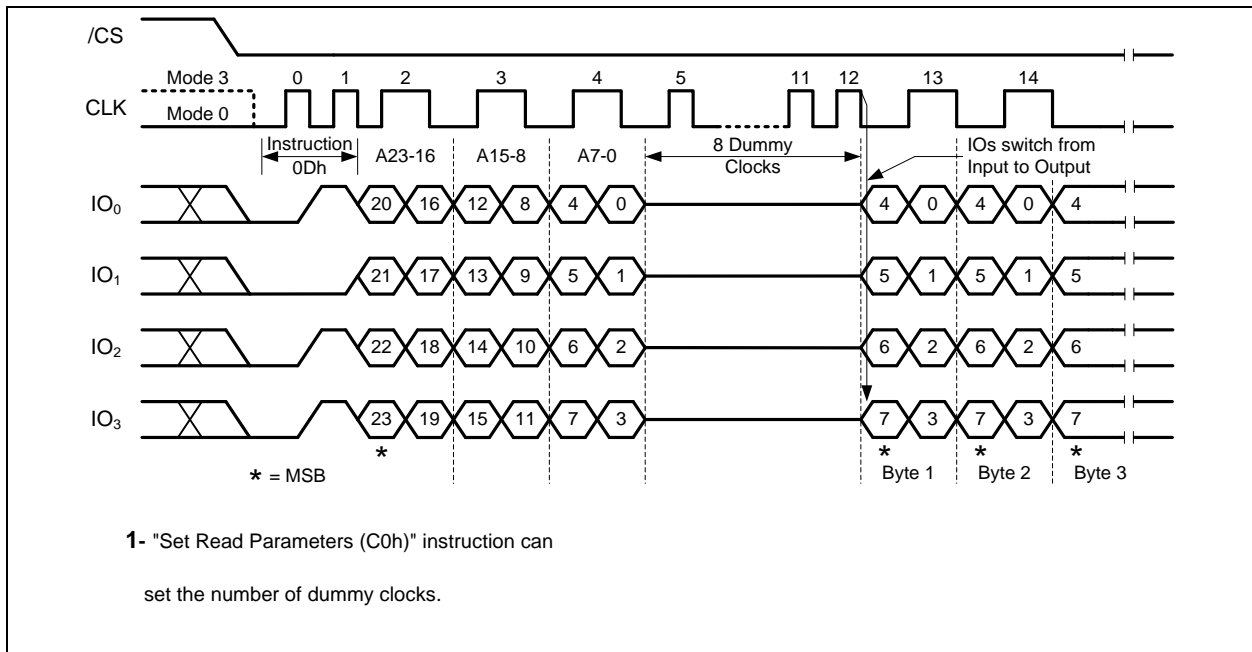 /CS
Mode 3 0 1 2 3 4 5 11 12 13 14
CLK Mode 0
Instruction 0Dh A23-16 A15-8 A7-0 8 Dummy Clocks IOs switch from
Input to Output
IO₀ 20 16 12 8 4 0 4 0 4 0 4
IO₁ 21 17 13 9 5 1 5 1 5 1 5
IO₂ 22 18 14 10 6 2 6 2 6 2 6
IO₃ 23 19 15 11 7 3 7 3 7 3 7
* * * *
* = MSB Byte 1 Byte 2 Byte 3
1- "Set Read Parameters (C0h)" instruction can
set the number of dummy clocks.